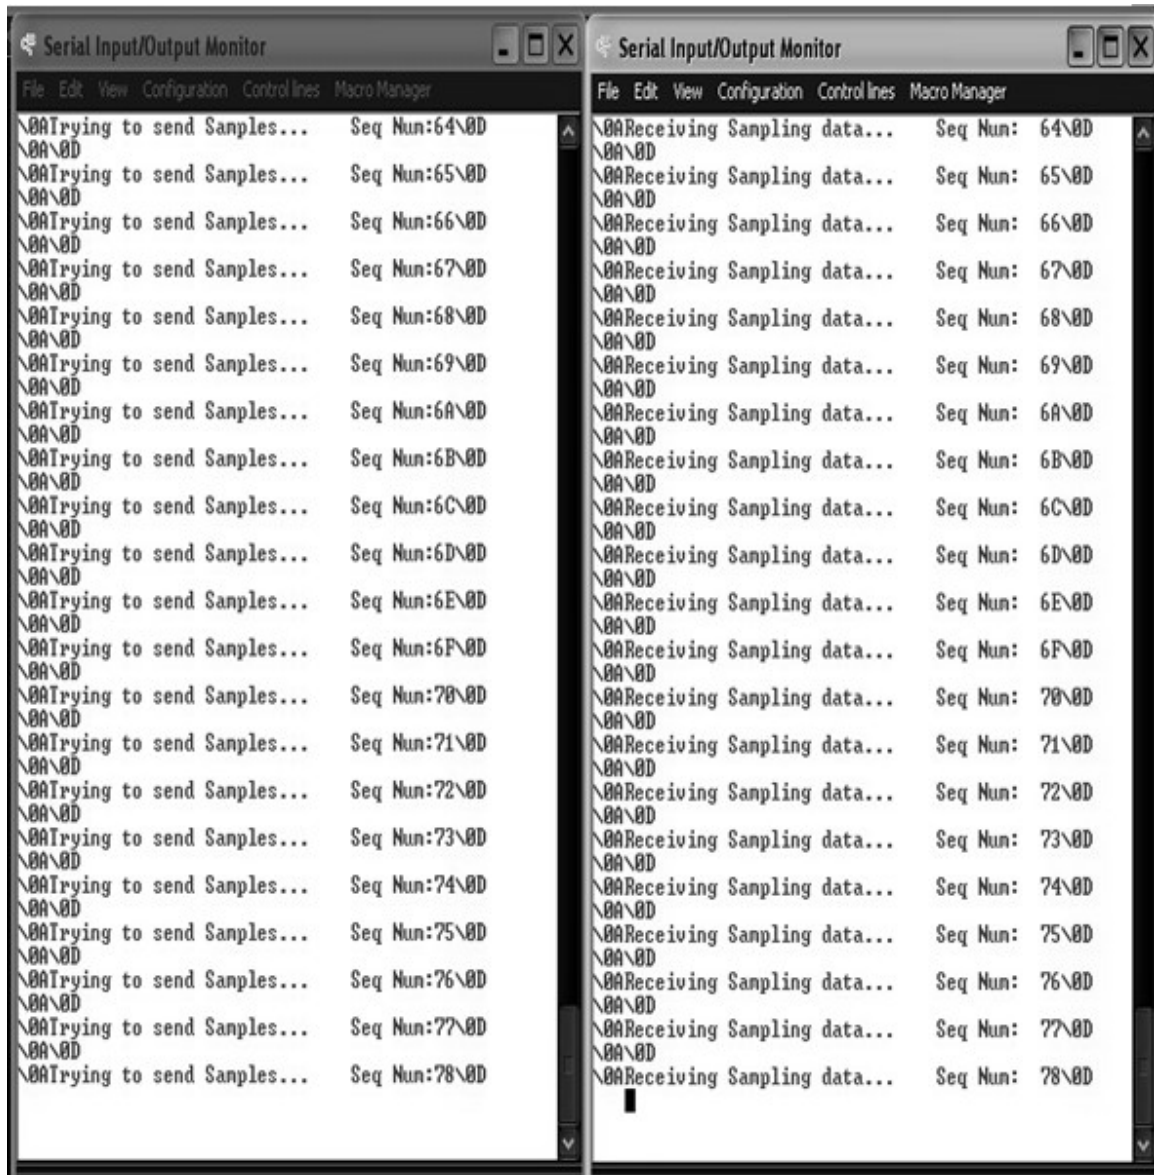 Serial Input/Output Monitor
File Edit View Configuration Control lines Macro Manager
\0ATrying to send Samples... Seq Num:64\0D
\0A\0D
\0ATrying to send Samples... Seq Num:65\0D
\0A\0D
\0ATrying to send Samples... Seq Num:66\0D
\0A\0D
\0ATrying to send Samples... Seq Num:67\0D
\0A\0D
\0ATrying to send Samples... Seq Num:68\0D
\0A\0D
\0ATrying to send Samples... Seq Num:69\0D
\0A\0D
\0ATrying to send Samples... Seq Num:6A\0D
\0A\0D
\0ATrying to send Samples... Seq Num:6B\0D
\0A\0D
\0ATrying to send Samples... Seq Num:6C\0D
\0A\0D
\0ATrying to send Samples... Seq Num:6D\0D
\0A\0D
\0ATrying to send Samples... Seq Num:6E\0D
\0A\0D
\0ATrying to send Samples... Seq Num:6F\0D
\0A\0D
\0ATrying to send Samples... Seq Num:70\0D
\0A\0D
\0ATrying to send Samples... Seq Num:71\0D
\0A\0D
\0ATrying to send Samples... Seq Num:72\0D
\0A\0D
\0ATrying to send Samples... Seq Num:73\0D
\0A\0D
\0ATrying to send Samples... Seq Num:74\0D
\0A\0D
\0ATrying to send Samples... Seq Num:75\0D
\0A\0D
\0ATrying to send Samples... Seq Num:76\0D
\0A\0D
\0ATrying to send Samples... Seq Num:77\0D
\0A\0D
\0ATrying to send Samples... Seq Num:78\0D
Serial Input/Output Monitor
File Edit View Configuration Control lines Macro Manager
\0AReceiving Sampling data... Seq Num: 64\0D
\0A\0D
\0AReceiving Sampling data... Seq Num: 65\0D
\0A\0D
\0AReceiving Sampling data... Seq Num: 66\0D
\0A\0D
\0AReceiving Sampling data... Seq Num: 67\0D
\0A\0D
\0AReceiving Sampling data... Seq Num: 68\0D
\0A\0D
\0AReceiving Sampling data... Seq Num: 69\0D
\0A\0D
\0AReceiving Sampling data... Seq Num: 6A\0D
\0A\0D
\0AReceiving Sampling data... Seq Num: 6B\0D
\0A\0D
\0AReceiving Sampling data... Seq Num: 6C\0D
\0A\0D
\0AReceiving Sampling data... Seq Num: 6D\0D
\0A\0D
\0AReceiving Sampling data... Seq Num: 6E\0D
\0A\0D
\0AReceiving Sampling data... Seq Num: 6F\0D
\0A\0D
\0AReceiving Sampling data... Seq Num: 70\0D
\0A\0D
\0AReceiving Sampling data... Seq Num: 71\0D
\0A\0D
\0AReceiving Sampling data... Seq Num: 72\0D
\0A\0D
\0AReceiving Sampling data... Seq Num: 73\0D
\0A\0D
\0AReceiving Sampling data... Seq Num: 74\0D
\0A\0D
\0AReceiving Sampling data... Seq Num: 75\0D
\0A\0D
\0AReceiving Sampling data... Seq Num: 76\0D
\0A\0D
\0AReceiving Sampling data... Seq Num: 77\0D
\0A\0D
\0AReceiving Sampling data... Seq Num: 78\0D